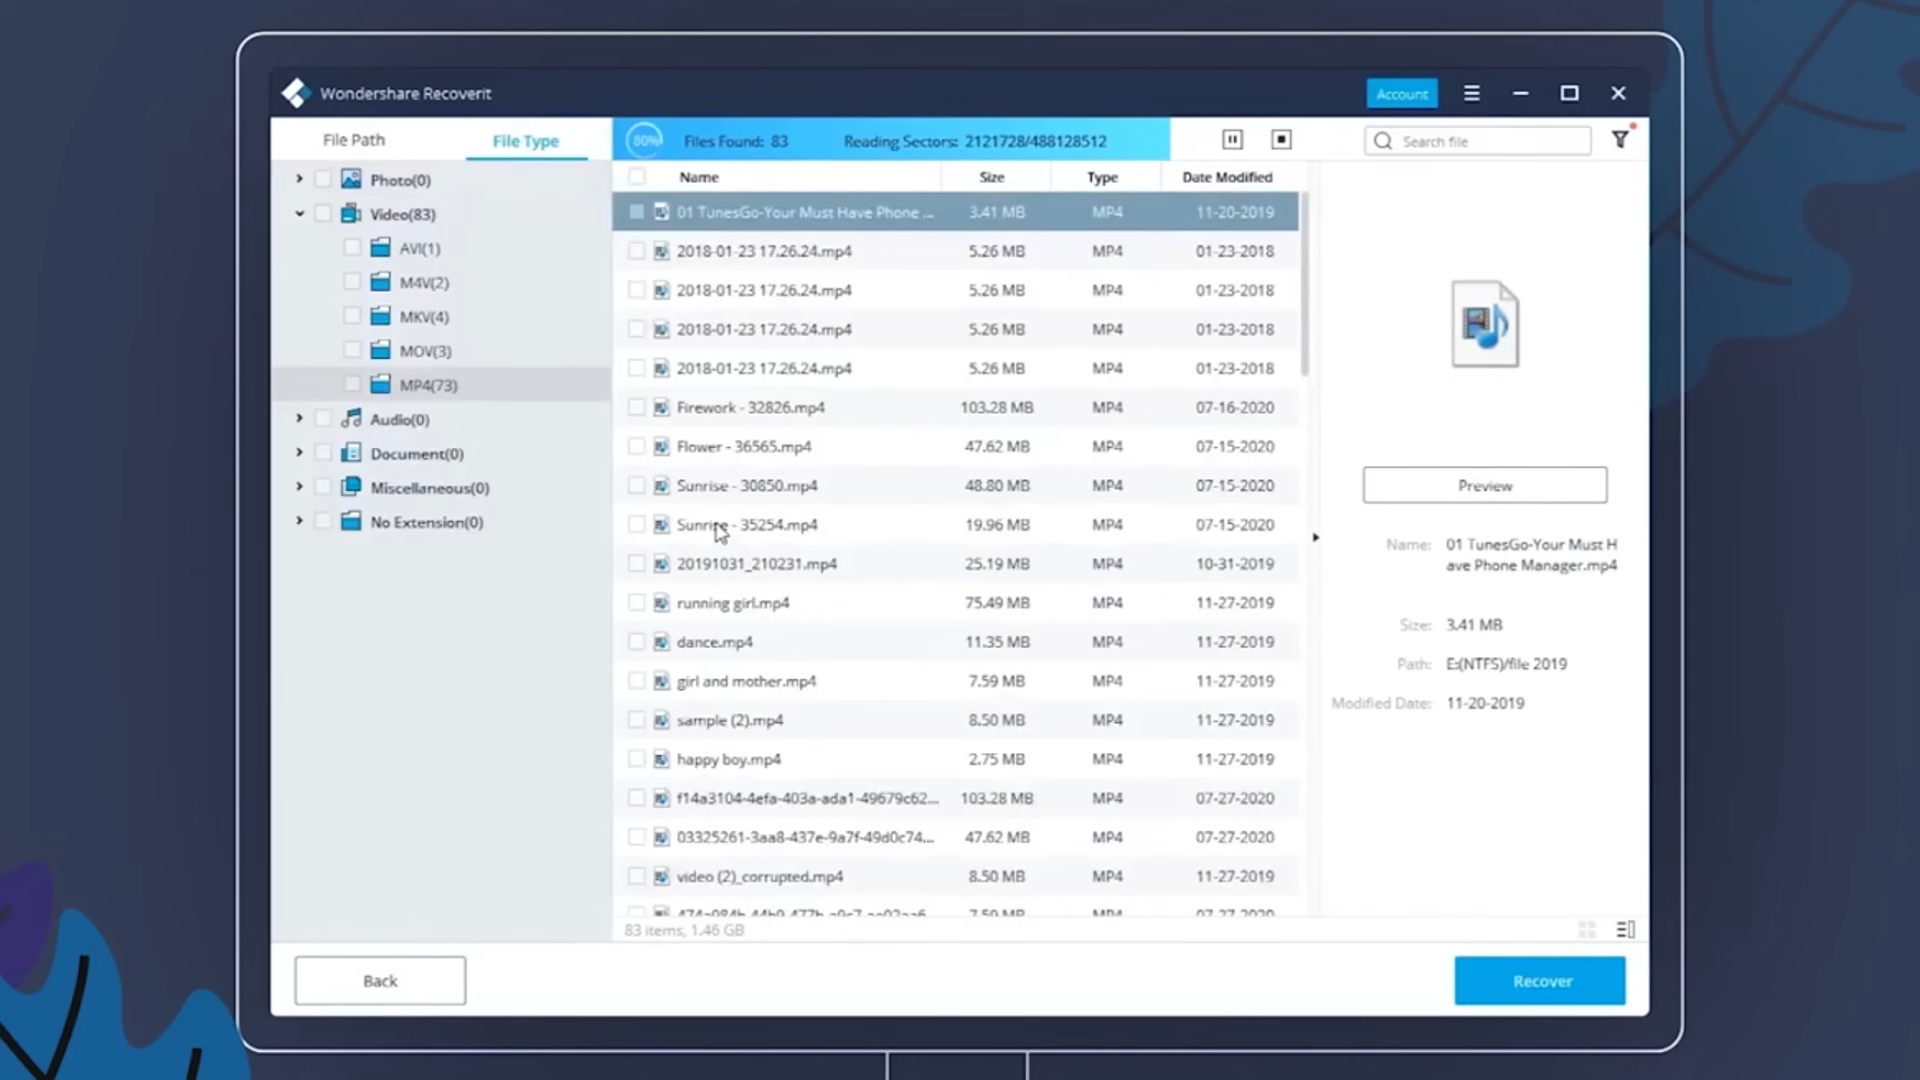 Wondershare Recoverit
Account
File Path
File Type
80%
Files Found: 83
Reading Sectors: 2121728/488128512
Search file
Photo(0)
Video(83)
AVI(1)
M4V(2)
MKV(4)
MOV(3)
MP4(73)
Audio(0)
Document(0)
Miscellaneous(0)
No Extension(0)
Name Size Type Date Modified
01 TunesGo-Your Must Have Phone ... 3.41 MB MP4 11-20-2019
2018-01-23 17.26.24.mp4 5.26 MB MP4 01-23-2018
2018-01-23 17.26.24.mp4 5.26 MB MP4 01-23-2018
2018-01-23 17.26.24.mp4 5.26 MB MP4 01-23-2018
2018-01-23 17.26.24.mp4 5.26 MB MP4 01-23-2018
Firework - 32826.mp4 103.28 MB MP4 07-16-2020
Flower - 36565.mp4 47.62 MB MP4 07-15-2020
Sunrise - 30850.mp4 48.80 MB MP4 07-15-2020
Sunrise - 35254.mp4 19.96 MB MP4 07-15-2020
20191031_210231.mp4 25.19 MB MP4 10-31-2019
running girl.mp4 75.49 MB MP4 11-27-2019
dance.mp4 11.35 MB MP4 11-27-2019
girl and mother.mp4 7.59 MB MP4 11-27-2019
sample (2).mp4 8.50 MB MP4 11-27-2019
happy boy.mp4 2.75 MB MP4 11-27-2019
f14a3104-4efa-403a-ada1-49679c62... 103.28 MB MP4 07-27-2020
03325261-3aa8-437e-9a7f-49d0c74... 47.62 MB MP4 07-27-2020
video (2)_corrupted.mp4 8.50 MB MP4 11-27-2019
7.59 MB MP4 07-27-2020
83 items, 1.46 GB
Preview
Name: 01 TunesGo-Your Must H
ave Phone Manager.mp4
Size: 3.41 MB
Path: E:(NTFS)/file 2019
Modified Date: 11-20-2019
Back
Recover